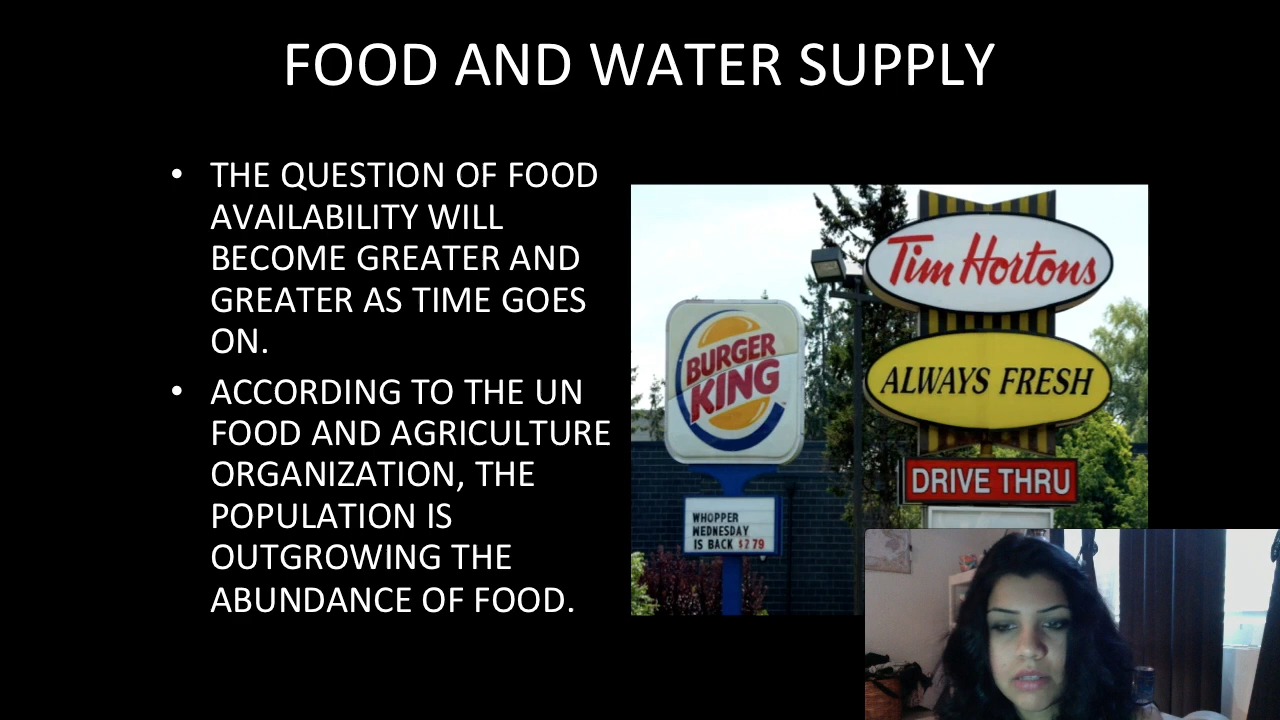 FOOD AND WATER SUPPLY
• THE QUESTION OF FOOD
AVAILABILITY WILL
BECOME GREATER AND
GREATER AS TIME GOES
ON.
• ACCORDING TO THE UN
FOOD AND AGRICULTURE
ORGANIZATION, THE
POPULATION IS
OUTGROWING THE
ABUNDANCE OF FOOD.
BURGER
KING
WHOPPER
WEDNESDAY
IS BACK $2 79
Tim Hortons
ALWAYS FRESH
DRIVE THRU